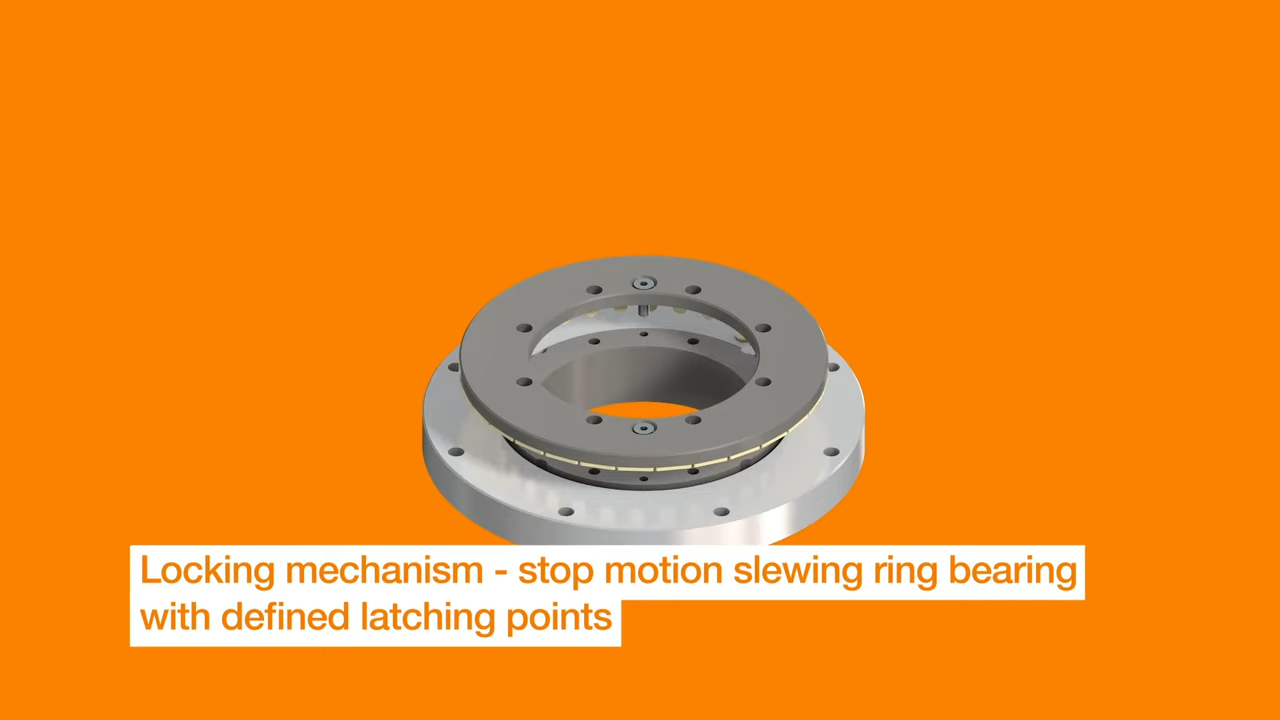 Locking mechanism - stop motion slewing ring bearing
with defined latching points